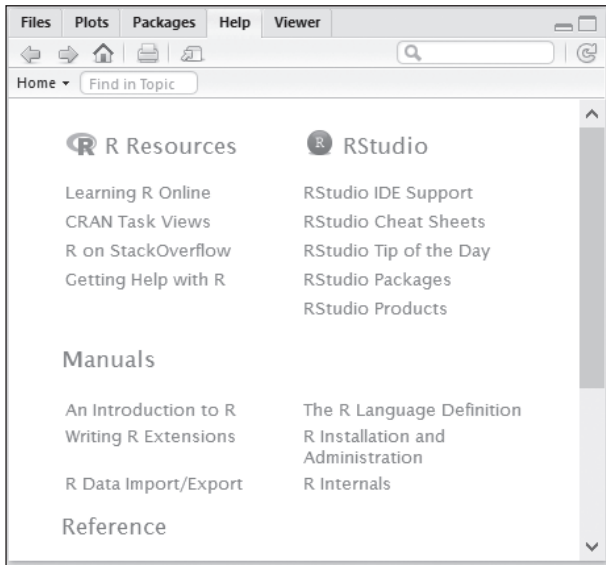 Files Plots Packages Help Viewer
Home Find in Topic
R R Resources
R RStudio
Learning R Online
CRAN Task Views
R on StackOverflow
Getting Help with R
RStudio IDE Support
RStudio Cheat Sheets
RStudio Tip of the Day
RStudio Packages
RStudio Products
Manuals
An Introduction to R
The R Language Definition
Writing R Extensions
R Installation and
Administration
R Data Import/Export
R Internals
Reference